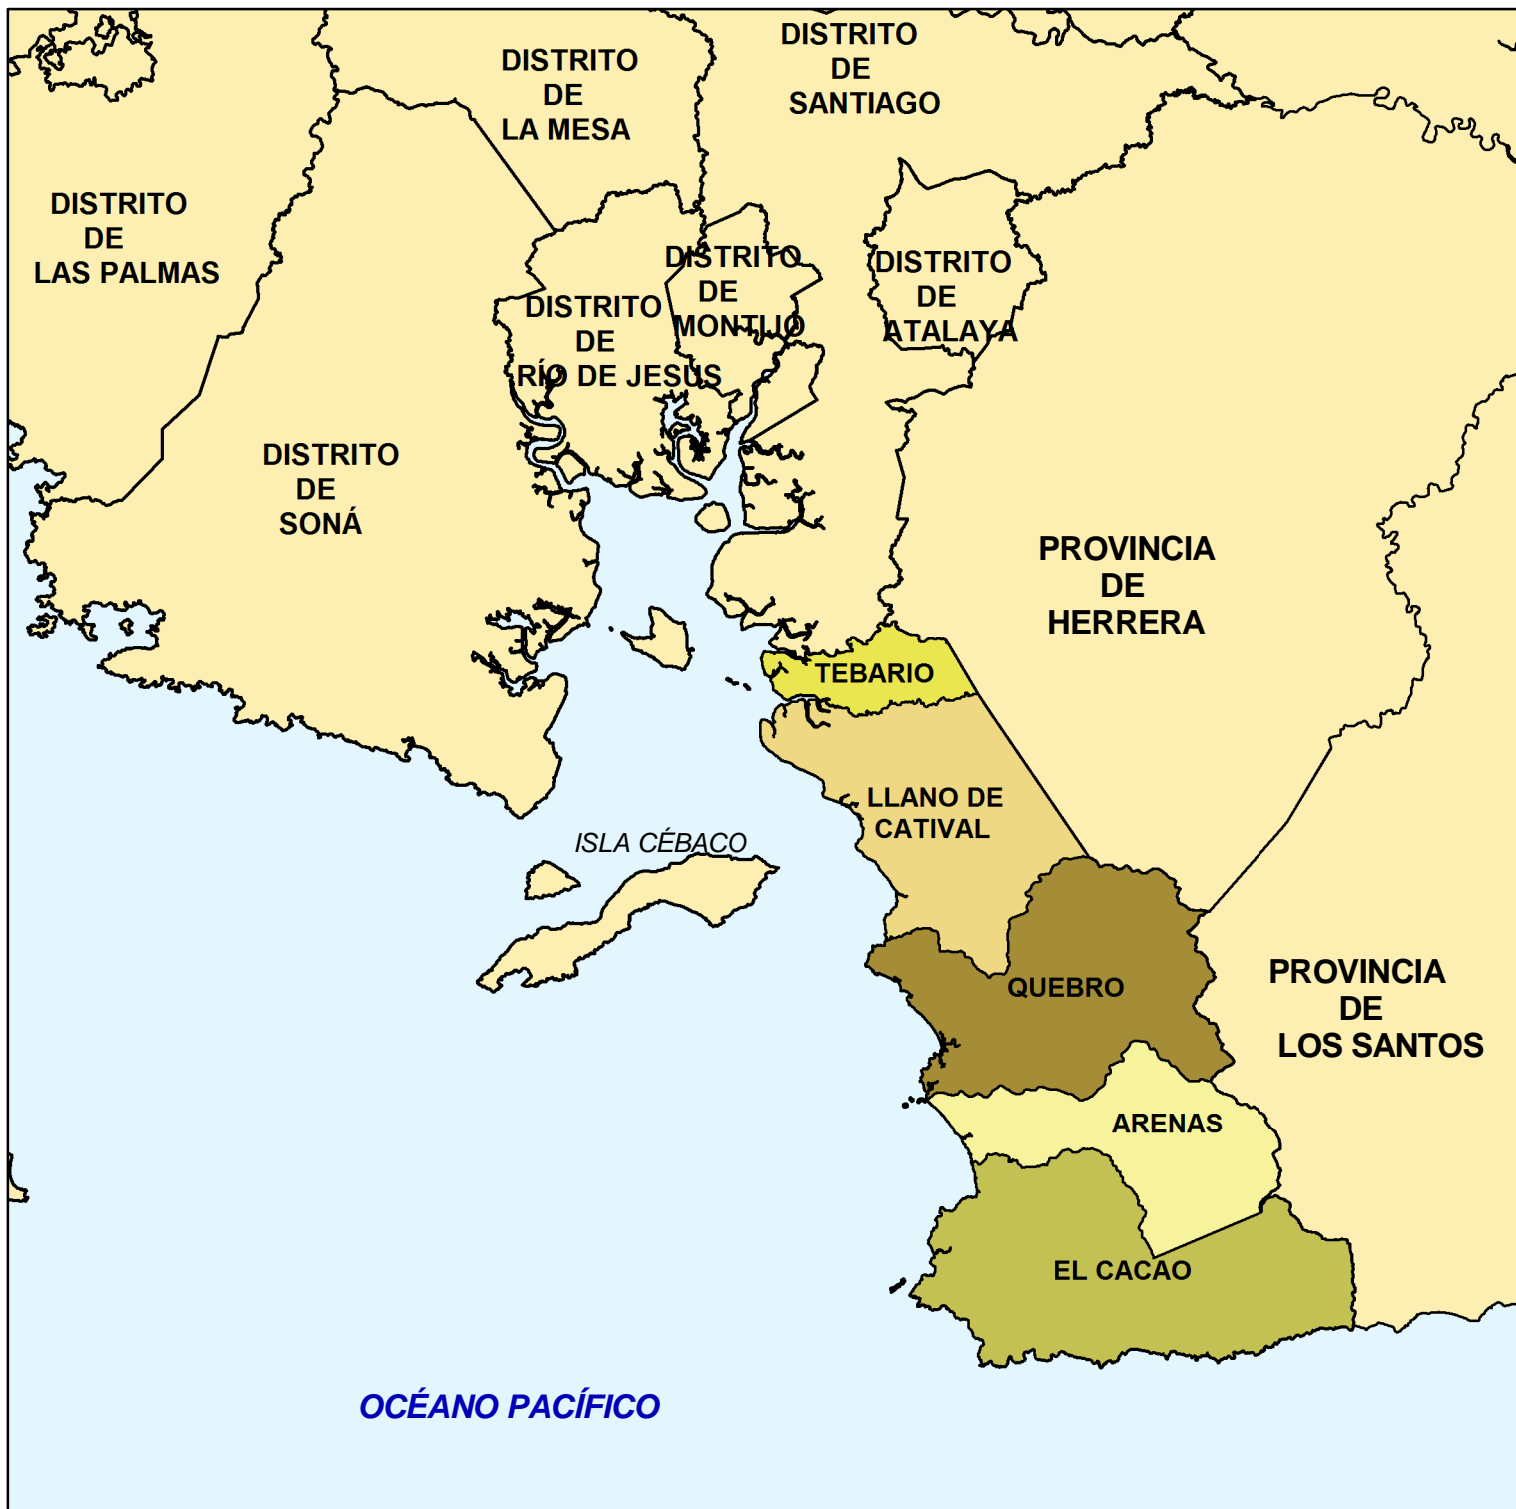 DISTRITO
DE
SANTIAGO
DISTRITO
DE
LA MESA
DISTRITO
DE
LAS PALMAS
DISTRITO
DE
MONTIJO
DISTRITO
DE
ATALAYA
DISTRITO
DE
RÍO DE JESÚS
DISTRITO
DE
SONÁ
PROVINCIA
DE
HERRERA
TEBARIO
LLANO DE
CATIVAL
ISLA CÉBACO
QUEBRO
PROVINCIA
DE
LOS SANTOS
ARENAS
EL CACAO
OCÉANO PACÍFICO